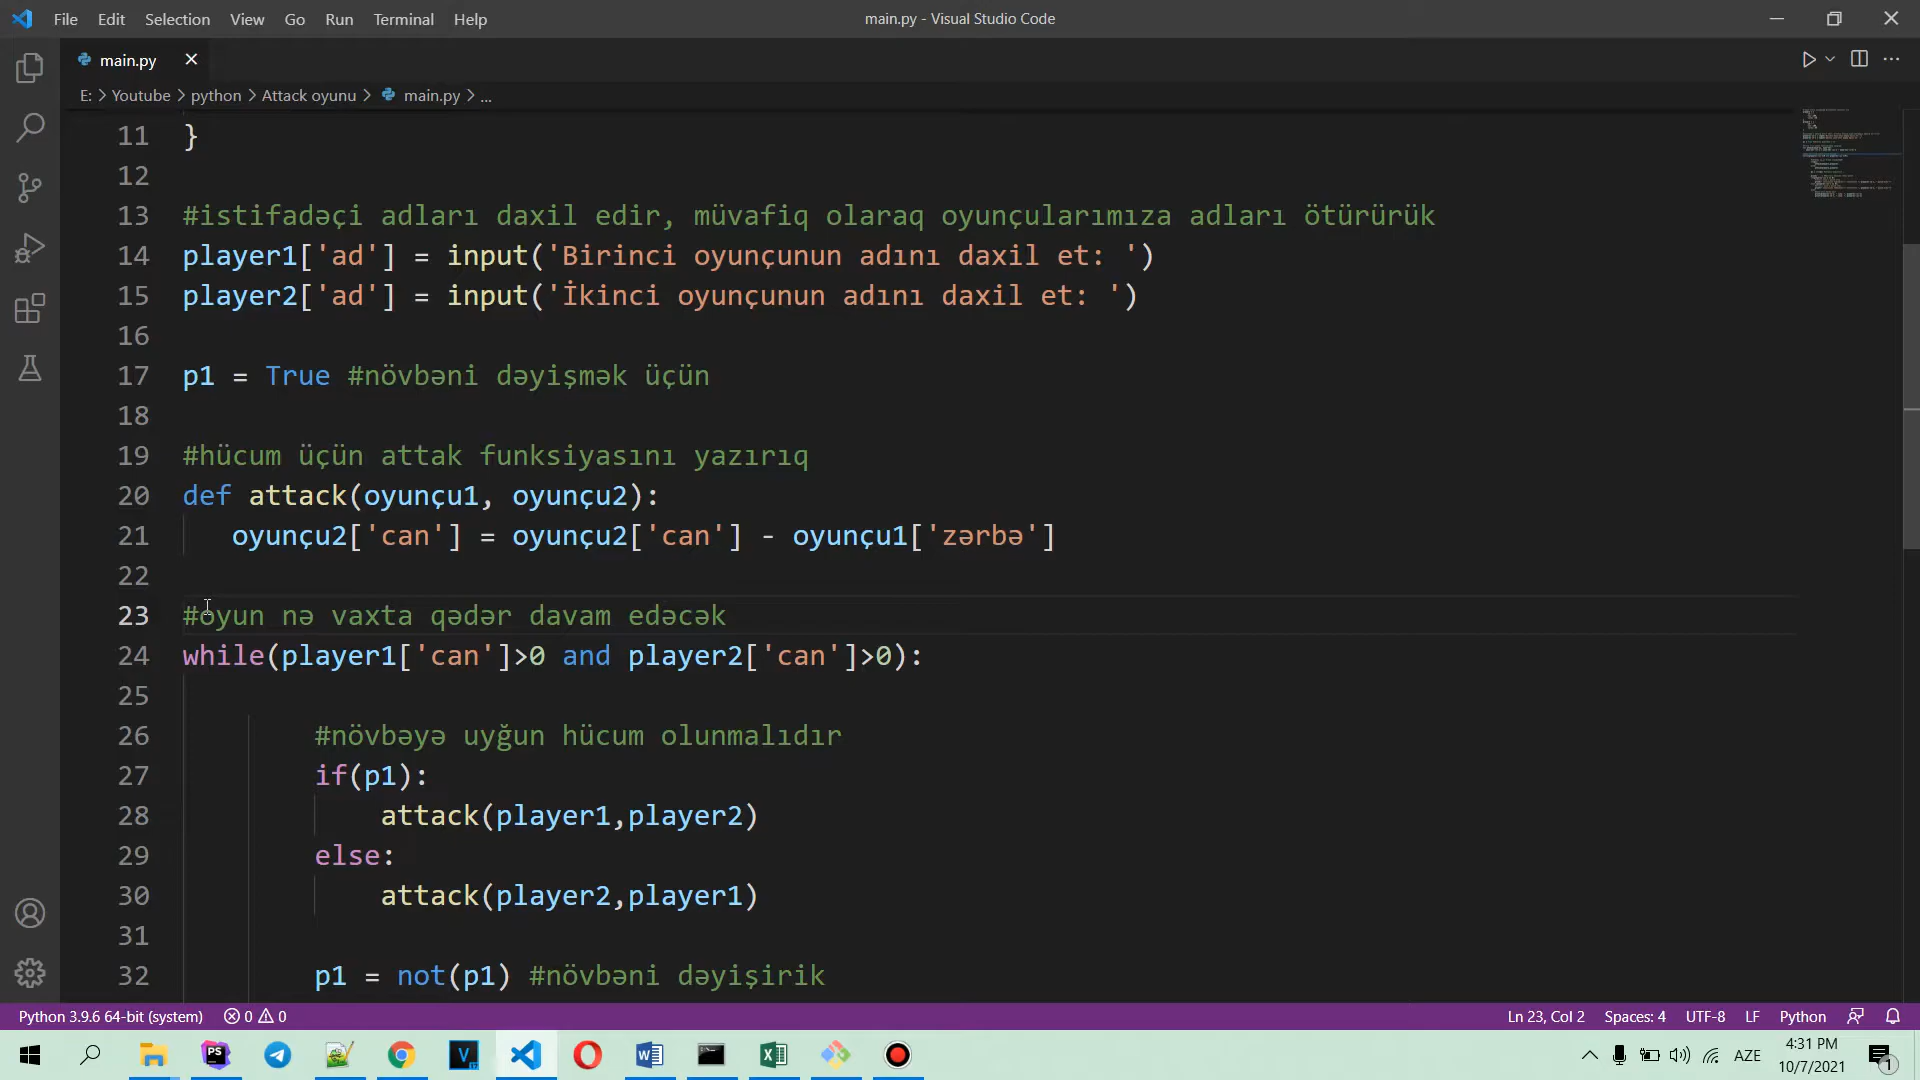 File Edit Selection View Go Run Terminal Help
main.py - Visual Studio Code
main.py
E: > Youtube > python > Attack oyunu > main.py > ...
11 }
12
13 #istifadəçi adları daxil edir, müvafiq olaraq oyunçularımıza adları ötürürük
14 player1['ad'] = input('Birinci oyunçunun adını daxil et: ')
15 player2['ad'] = input('İkinci oyunçunun adını daxil et: ')
16
17 p1 = True #növbəni dəyişmək üçün
18
19 #hücum üçün attak funksiyasını yazırıq
20 def attack(oyunçu1, oyunçu2):
21 oyunçu2['can'] = oyunçu2['can'] - oyunçu1['zərbə']
22
23 #oyun nə vaxta qədər davam edəcək
24 while(player1['can']>0 and player2['can']>0):
25
26 #növbəyə uyğun hücum olunmalıdır
27 if(p1):
28 attack(player1,player2)
29 else:
30 attack(player2,player1)
31
32 p1 = not(p1) #növbəni dəyişirik
Python 3.9.6 64-bit (system) 0 0 Ln 23, Col 2 Spaces: 4 UTF-8 LF Python
AZE 4:31 PM
10/7/2021 1